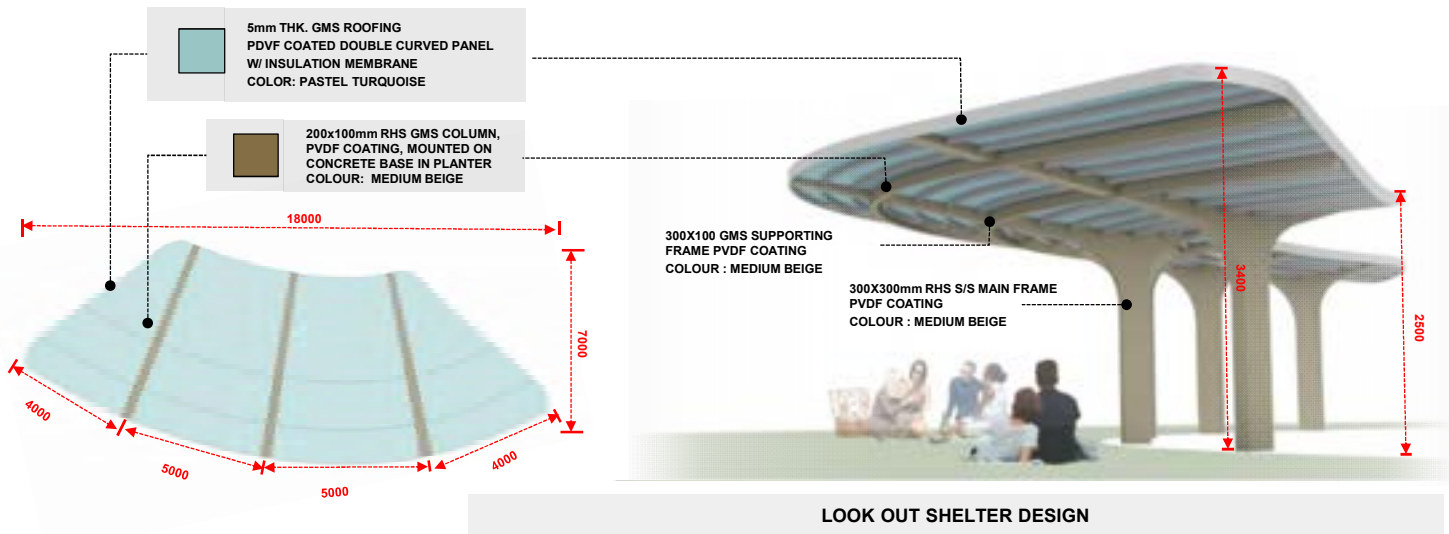 5mm THK. GMS ROOFING
PDVF COATED DOUBLE CURVED PANEL
W/ INSULATION MEMBRANE
COLOR: PASTEL TURQUOISE
200x100mm RHS GMS COLUMN,
PVDF COATING, MOUNTED ON
CONCRETE BASE IN PLANTER
COLOUR: MEDIUM BEIGE
18000
7000
4000
5000
5000
4000
300X100 GMS SUPPORTING
FRAME PVDF COATING
COLOUR : MEDIUM BEIGE
300X300mm RHS S/S MAIN FRAME
PVDF COATING
COLOUR : MEDIUM BEIGE
3400
2500
LOOK OUT SHELTER DESIGN